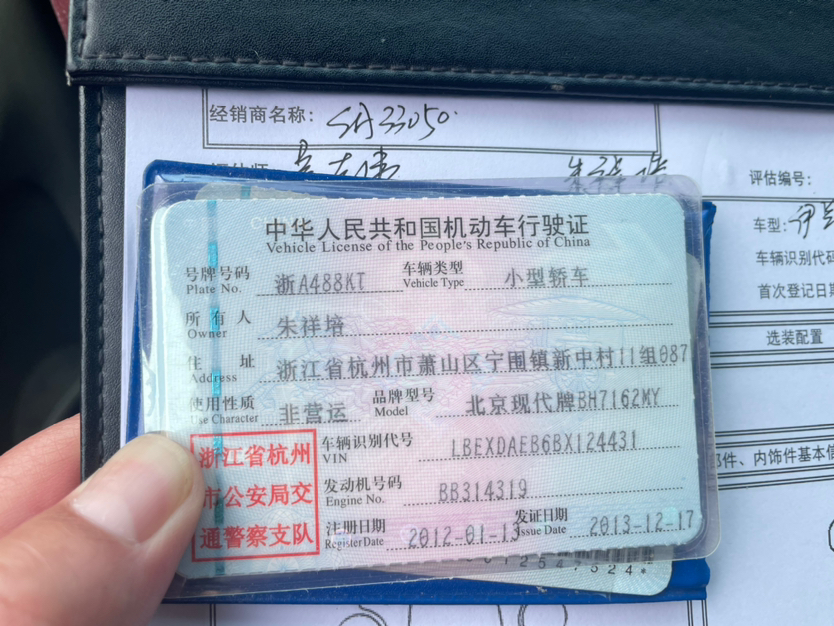 经销商名称：SH33050
评估编号：
车型：伊
车辆识别代码
首次登记日期
选装配置
部件、内饰件基本信
中华人民共和国机动车行驶证
Vehicle License of the People's Republic of China
号牌号码 浙A488KT 车辆类型 小型轿车
Plate No. Vehicle Type
所有人 朱祥培
Owner
住址 浙江省杭州市萧山区宁围镇新中村11组087
Address
使用性质 非营运 品牌型号 北京现代牌BH7162MY
Use Character Model
浙江省杭州
市公安局交
通警察支队
车辆识别代号 LBEXDAEB6BX124431
VIN
发动机号码 BB314319
Engine No.
注册日期 2012-01-13 发证日期 2013-12-17
Register Date Issue Date